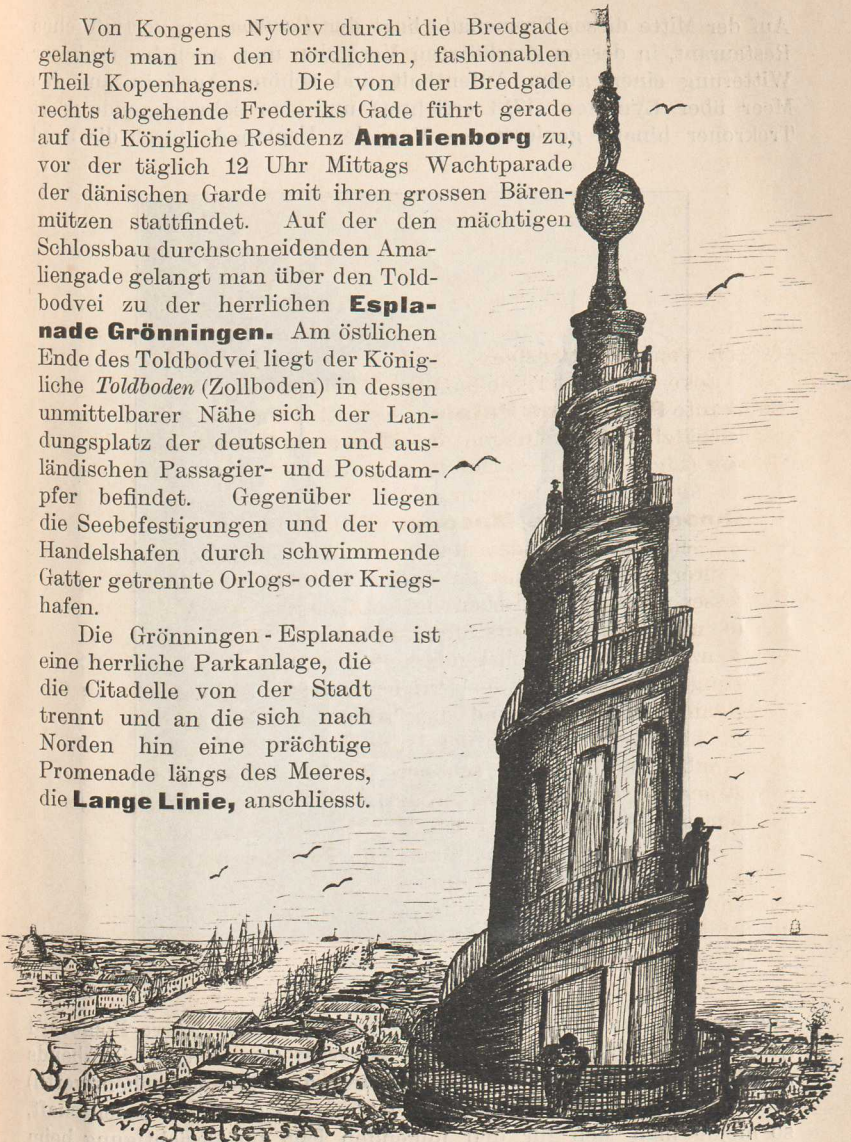 Von Kongens Nytorv durch die Bredgade
gelangt man in den nördlichen, fashionablen
Theil Kopenhagens. Die von der Bredgade
rechts abgehende Frederiks Gade führt gerade
auf die Königliche Residenz Amalienborg zu,
vor der täglich 12 Uhr Mittags Wachtparade
der dänischen Garde mit ihren grossen Bären-
mützen stattfindet. Auf der den mächtigen
Schlossbau durchschneidenden Ama-
liengade gelangt man über den Told-
bodvei zu der herrlichen Espla-
nade Grönningen. Am östlichen
Ende des Toldbodvei liegt der König-
liche Toldboden (Zollboden) in dessen
unmittelbarer Nähe sich der Lan-
dungsplatz der deutschen und aus-
ländischen Passagier- und Postdam-
pfer befindet. Gegenüber liegen
die Seebefestigungen und der vom
Handelshafen durch schwimmende
Gatter getrennte Orlogs- oder Kriegs-
hafen.
Die Grönningen-Esplanade ist
eine herrliche Parkanlage, die
die Citadelle von der Stadt
trennt und an die sich nach
Norden hin eine prächtige
Promenade längs des Meeres,
die Lange Linie, anschliesst.
Blick v. d.